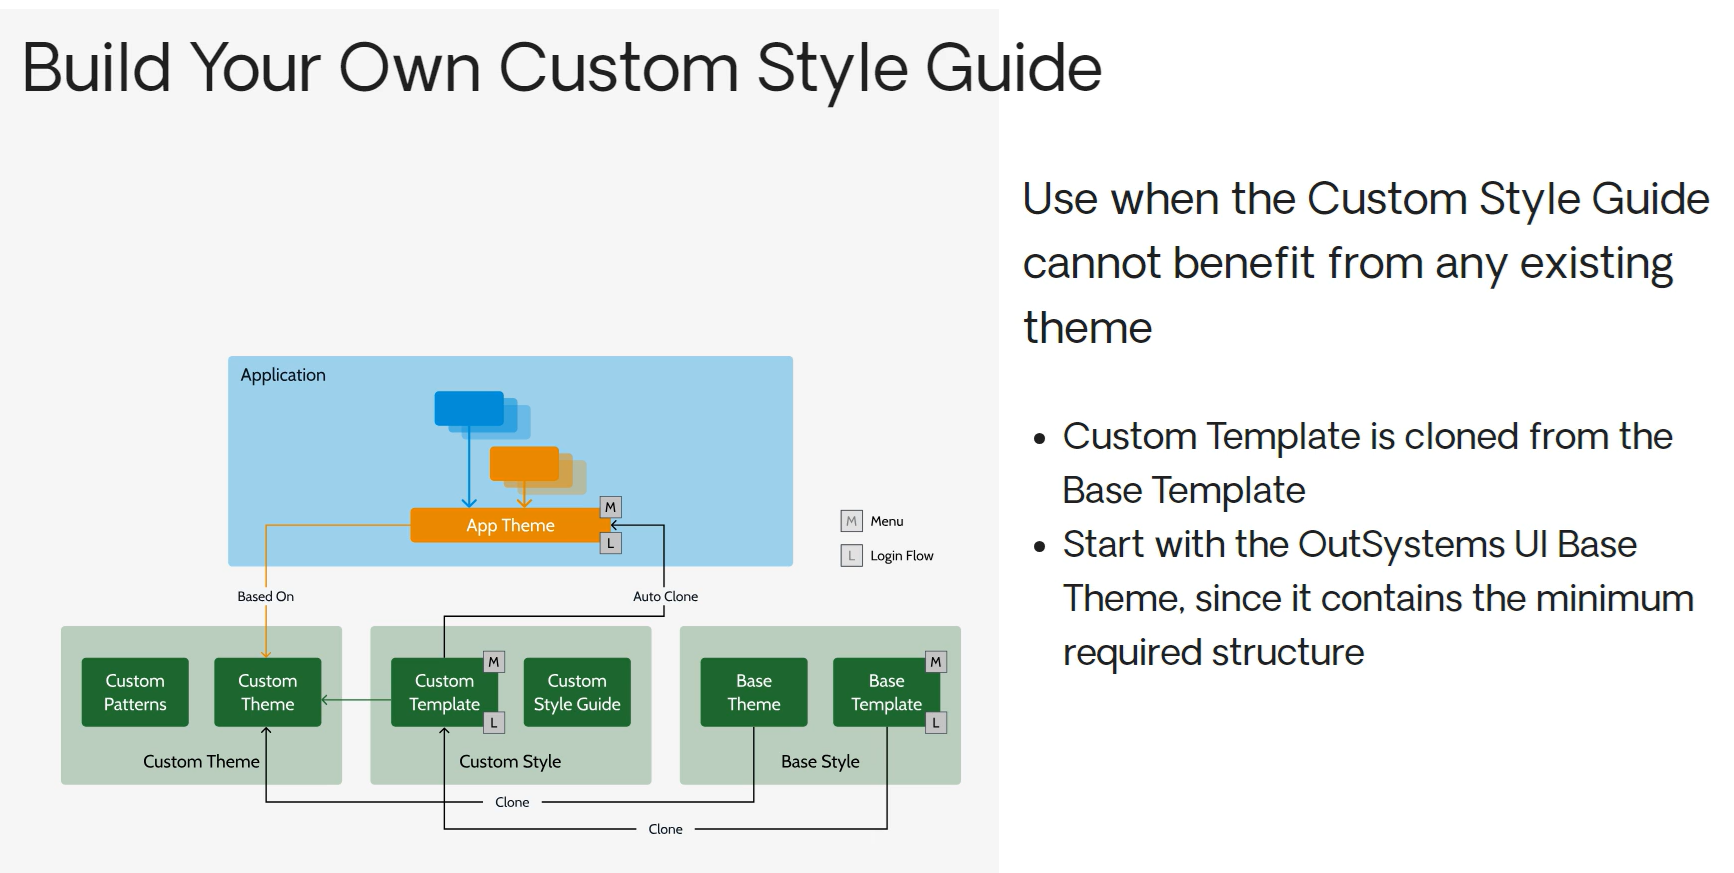 Build Your Own Custom Style Guide
Use when the Custom Style Guide
cannot benefit from any existing
theme
• Custom Template is cloned from the
Base Template
• Start with the OutSystems UI Base
Theme, since it contains the minimum
required structure
Application
App Theme
M
L
M Menu
L Login Flow
Based On
Auto Clone
Custom
Patterns
Custom
Theme
Custom Theme
Custom
Template
M
L
Custom
Style Guide
Custom Style
Base
Theme
Base
Template
M
L
Base Style
Clone
Clone